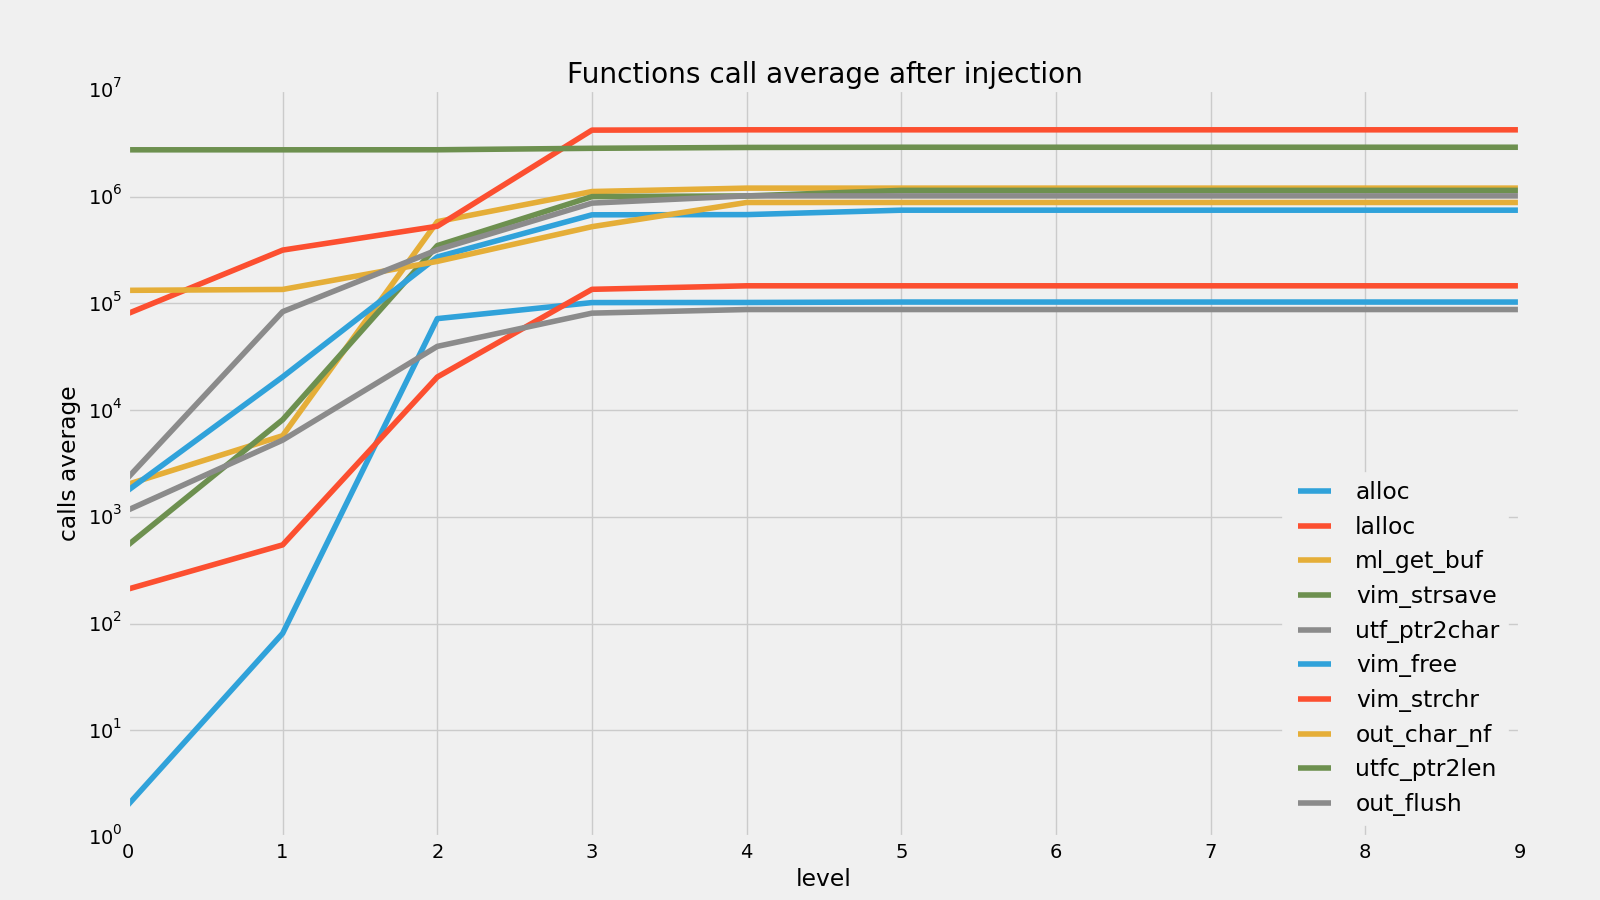 Functions call average after injection
10^7
10^6
10^5
10^4
10^3
10^2
10^1
10^0
calls average
0 1 2 3 4 5 6 7 8 9
level
alloc
lalloc
ml_get_buf
vim_strsave
utf_ptr2char
vim_free
vim_strchr
out_char_nf
utfc_ptr2len
out_flush